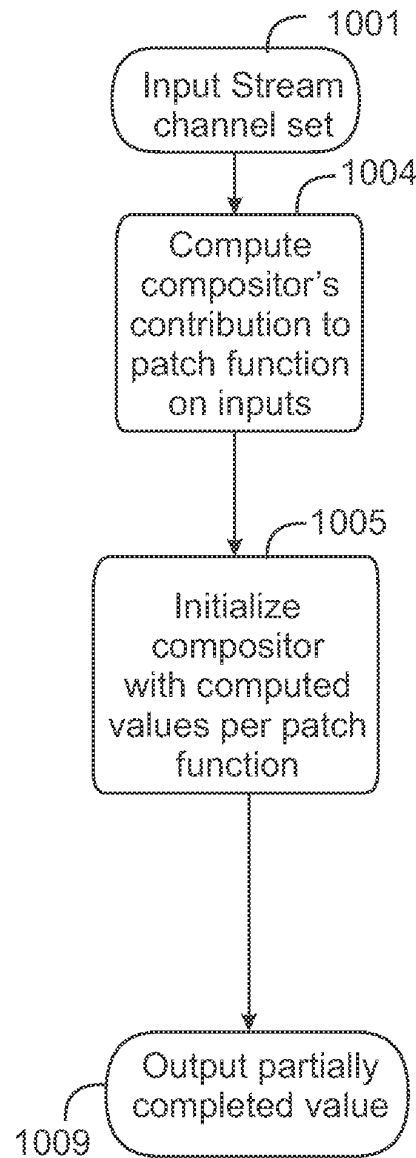 1001
Input Stream
channel set
1004
Compute
compositor's
contribution to
patch function
on inputs
1005
Initialize
compositor
with computed
values per patch
function
Output partially
completed value
1009